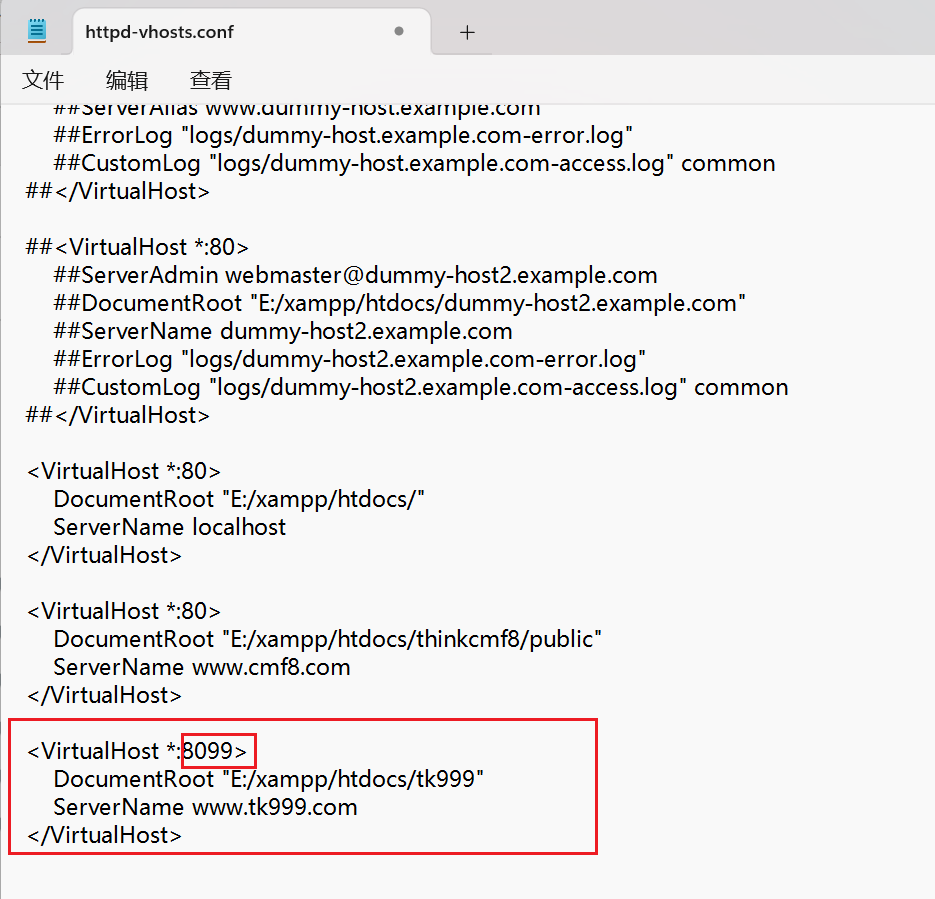 httpd-vhosts.conf
文件 编辑 查看
##ServerAlias www.dummy-host.example.com
##ErrorLog "logs/dummy-host.example.com-error.log"
##CustomLog "logs/dummy-host.example.com-access.log" common
##</VirtualHost>
##<VirtualHost *:80>
##ServerAdmin webmaster@dummy-host2.example.com
##DocumentRoot "E:/xampp/htdocs/dummy-host2.example.com"
##ServerName dummy-host2.example.com
##ErrorLog "logs/dummy-host2.example.com-error.log"
##CustomLog "logs/dummy-host2.example.com-access.log" common
##</VirtualHost>
<VirtualHost *:80>
DocumentRoot "E:/xampp/htdocs/"
ServerName localhost
</VirtualHost>
<VirtualHost *:80>
DocumentRoot "E:/xampp/htdocs/thinkcmf8/public"
ServerName www.cmf8.com
</VirtualHost>
<VirtualHost *:8099>
DocumentRoot "E:/xampp/htdocs/tk999"
ServerName www.tk999.com
</VirtualHost>